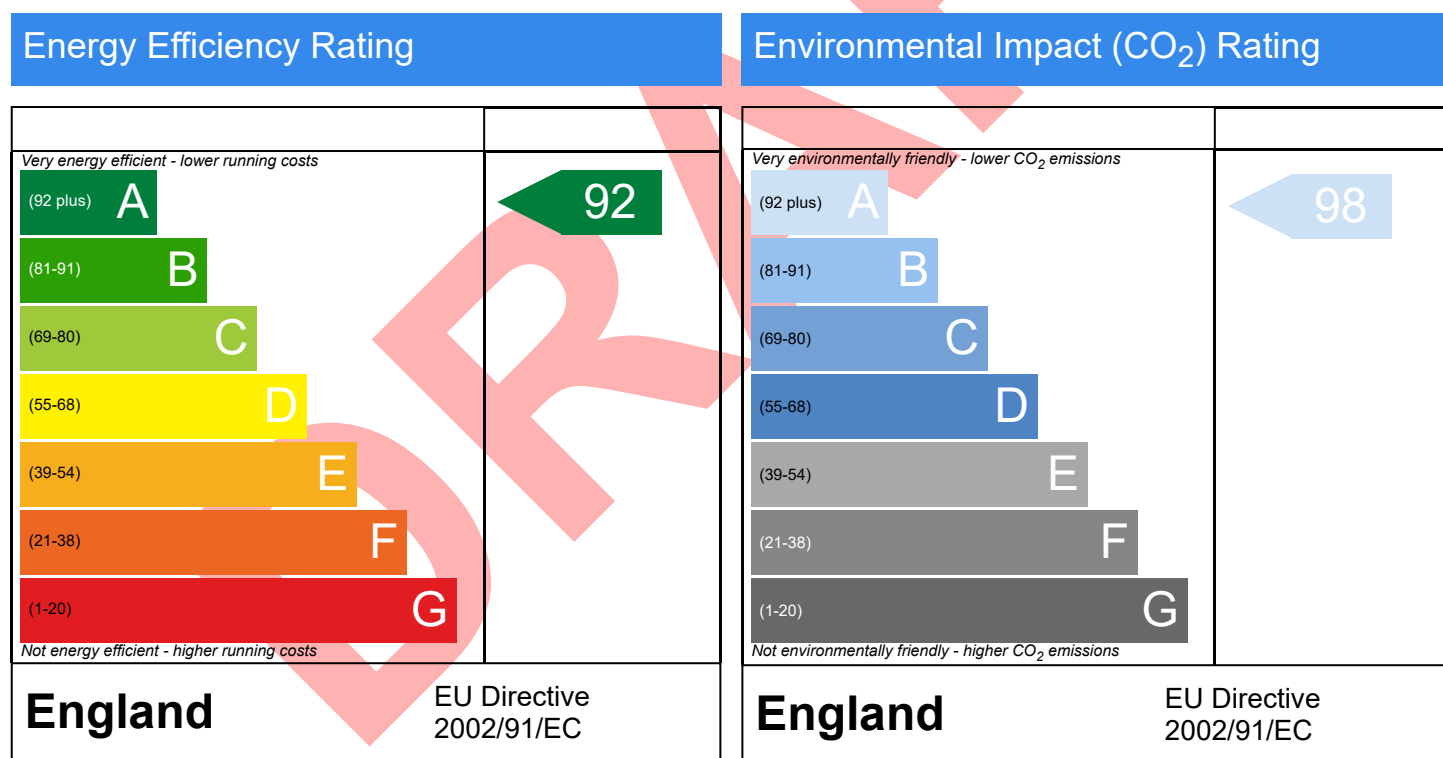 Energy Efficiency Rating
Very energy efficient - lower running costs
(92 plus) A
92
(81-91) B
(69-80) C
(55-68) D
(39-54) E
(21-38) F
(1-20) G
Not energy efficient - higher running costs
England
EU Directive
2002/91/EC
Environmental Impact (CO₂) Rating
Very environmentally friendly - lower CO₂ emissions
(92 plus) A
98
(81-91) B
(69-80) C
(55-68) D
(39-54) E
(21-38) F
(1-20) G
Not environmentally friendly - higher CO₂ emissions
England
EU Directive
2002/91/EC
DRA